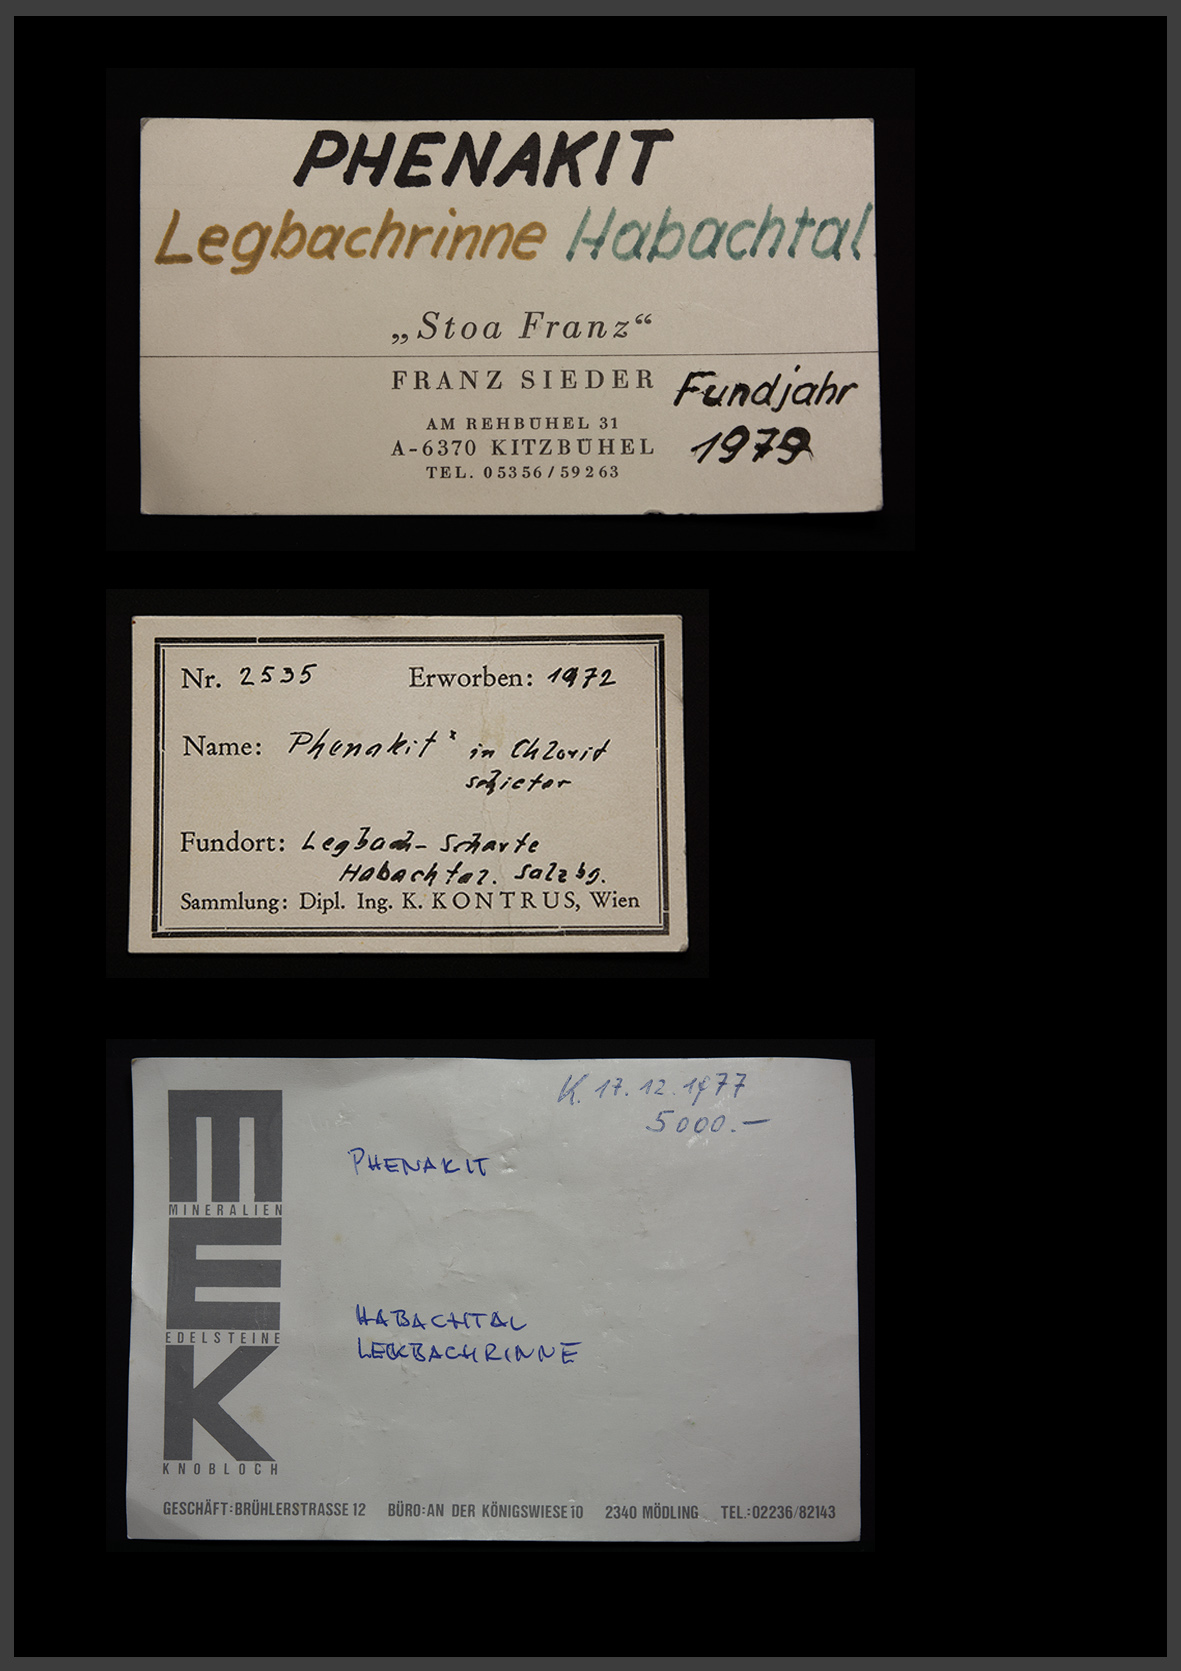 PHENAKIT
Legbachrinne Habachtal
„Stoa Franz“
FRANZ SIEDER
AM REHBÜHEL 31
A-6370 KITZBÜHEL
TEL. 05356/59263
Fundjahr
1979
Nr. 2535 Erworben: 1972
Name: Phenakit x in Chlorit
schiefer
Fundort: Legbach- Scharte
Habachtal. Salzbg.
Sammlung: Dipl. Ing. K. KONTRUS, Wien
K. 17.12.1977
5000.—
PHENAKIT
M
MINERALIEN
E
EDELSTEINE
K
KNOBLOCH
HABACHTAL
LEKBACHRINNE
GESCHÄFT: BRÜHLERSTRASSE 12 BÜRO: AN DER KÖNIGSWIESE 10 2340 MÖDLING TEL.: 02236/82143